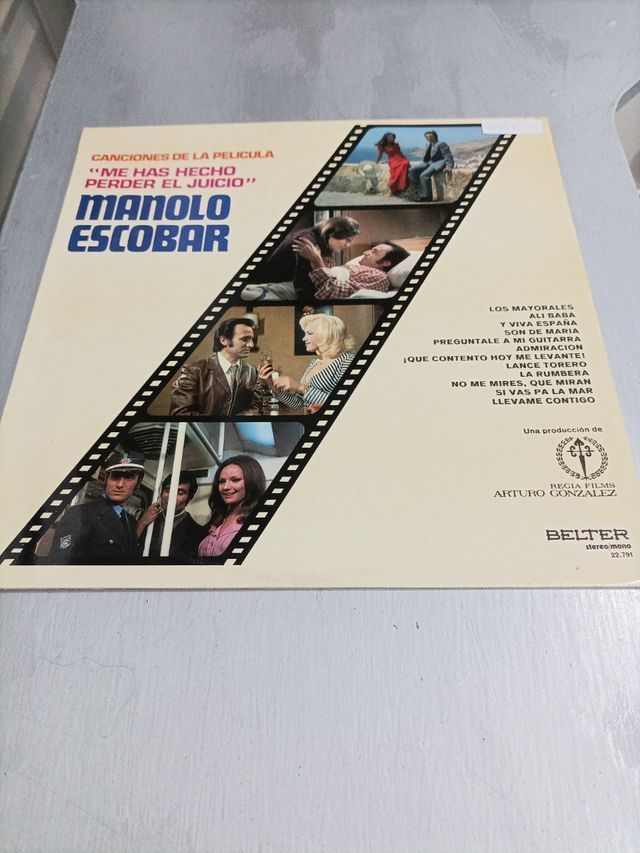 CANCIONES DE LA PELICULA
"ME HAS HECHO
PERDER EL JUICIO"
MANOLO
ESCOBAR
LOS MAYORALES
ALI BABA
Y VIVA ESPAÑA
SON DE MARIA
PREGUNTALE A MI GUITARRA
ADMIRACION
¡QUE CONTENTO HOY ME LEVANTE!
LANCE TORERO
LA RUMBERA
NO ME MIRES, QUE MIRAN
SI VAS PA LA MAR
LLEVAME CONTIGO
Una producción de
REGIA FILMS
ARTURO GONZALEZ
BELTER
stereo/mono
22.791